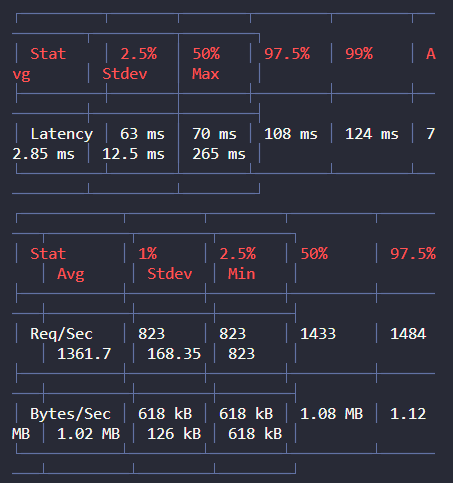 Stat 2.5% 50% 97.5% 99% A
vg Stdev Max
Latency 63 ms 70 ms 108 ms 124 ms 7
2.85 ms 12.5 ms 265 ms
Stat 1% 2.5% 50% 97.5%
Avg Stdev Min
Req/Sec 823 823 1433 1484
1361.7 168.35 823
Bytes/Sec 618 kB 618 kB 1.08 MB 1.12
MB 1.02 MB 126 kB 618 kB